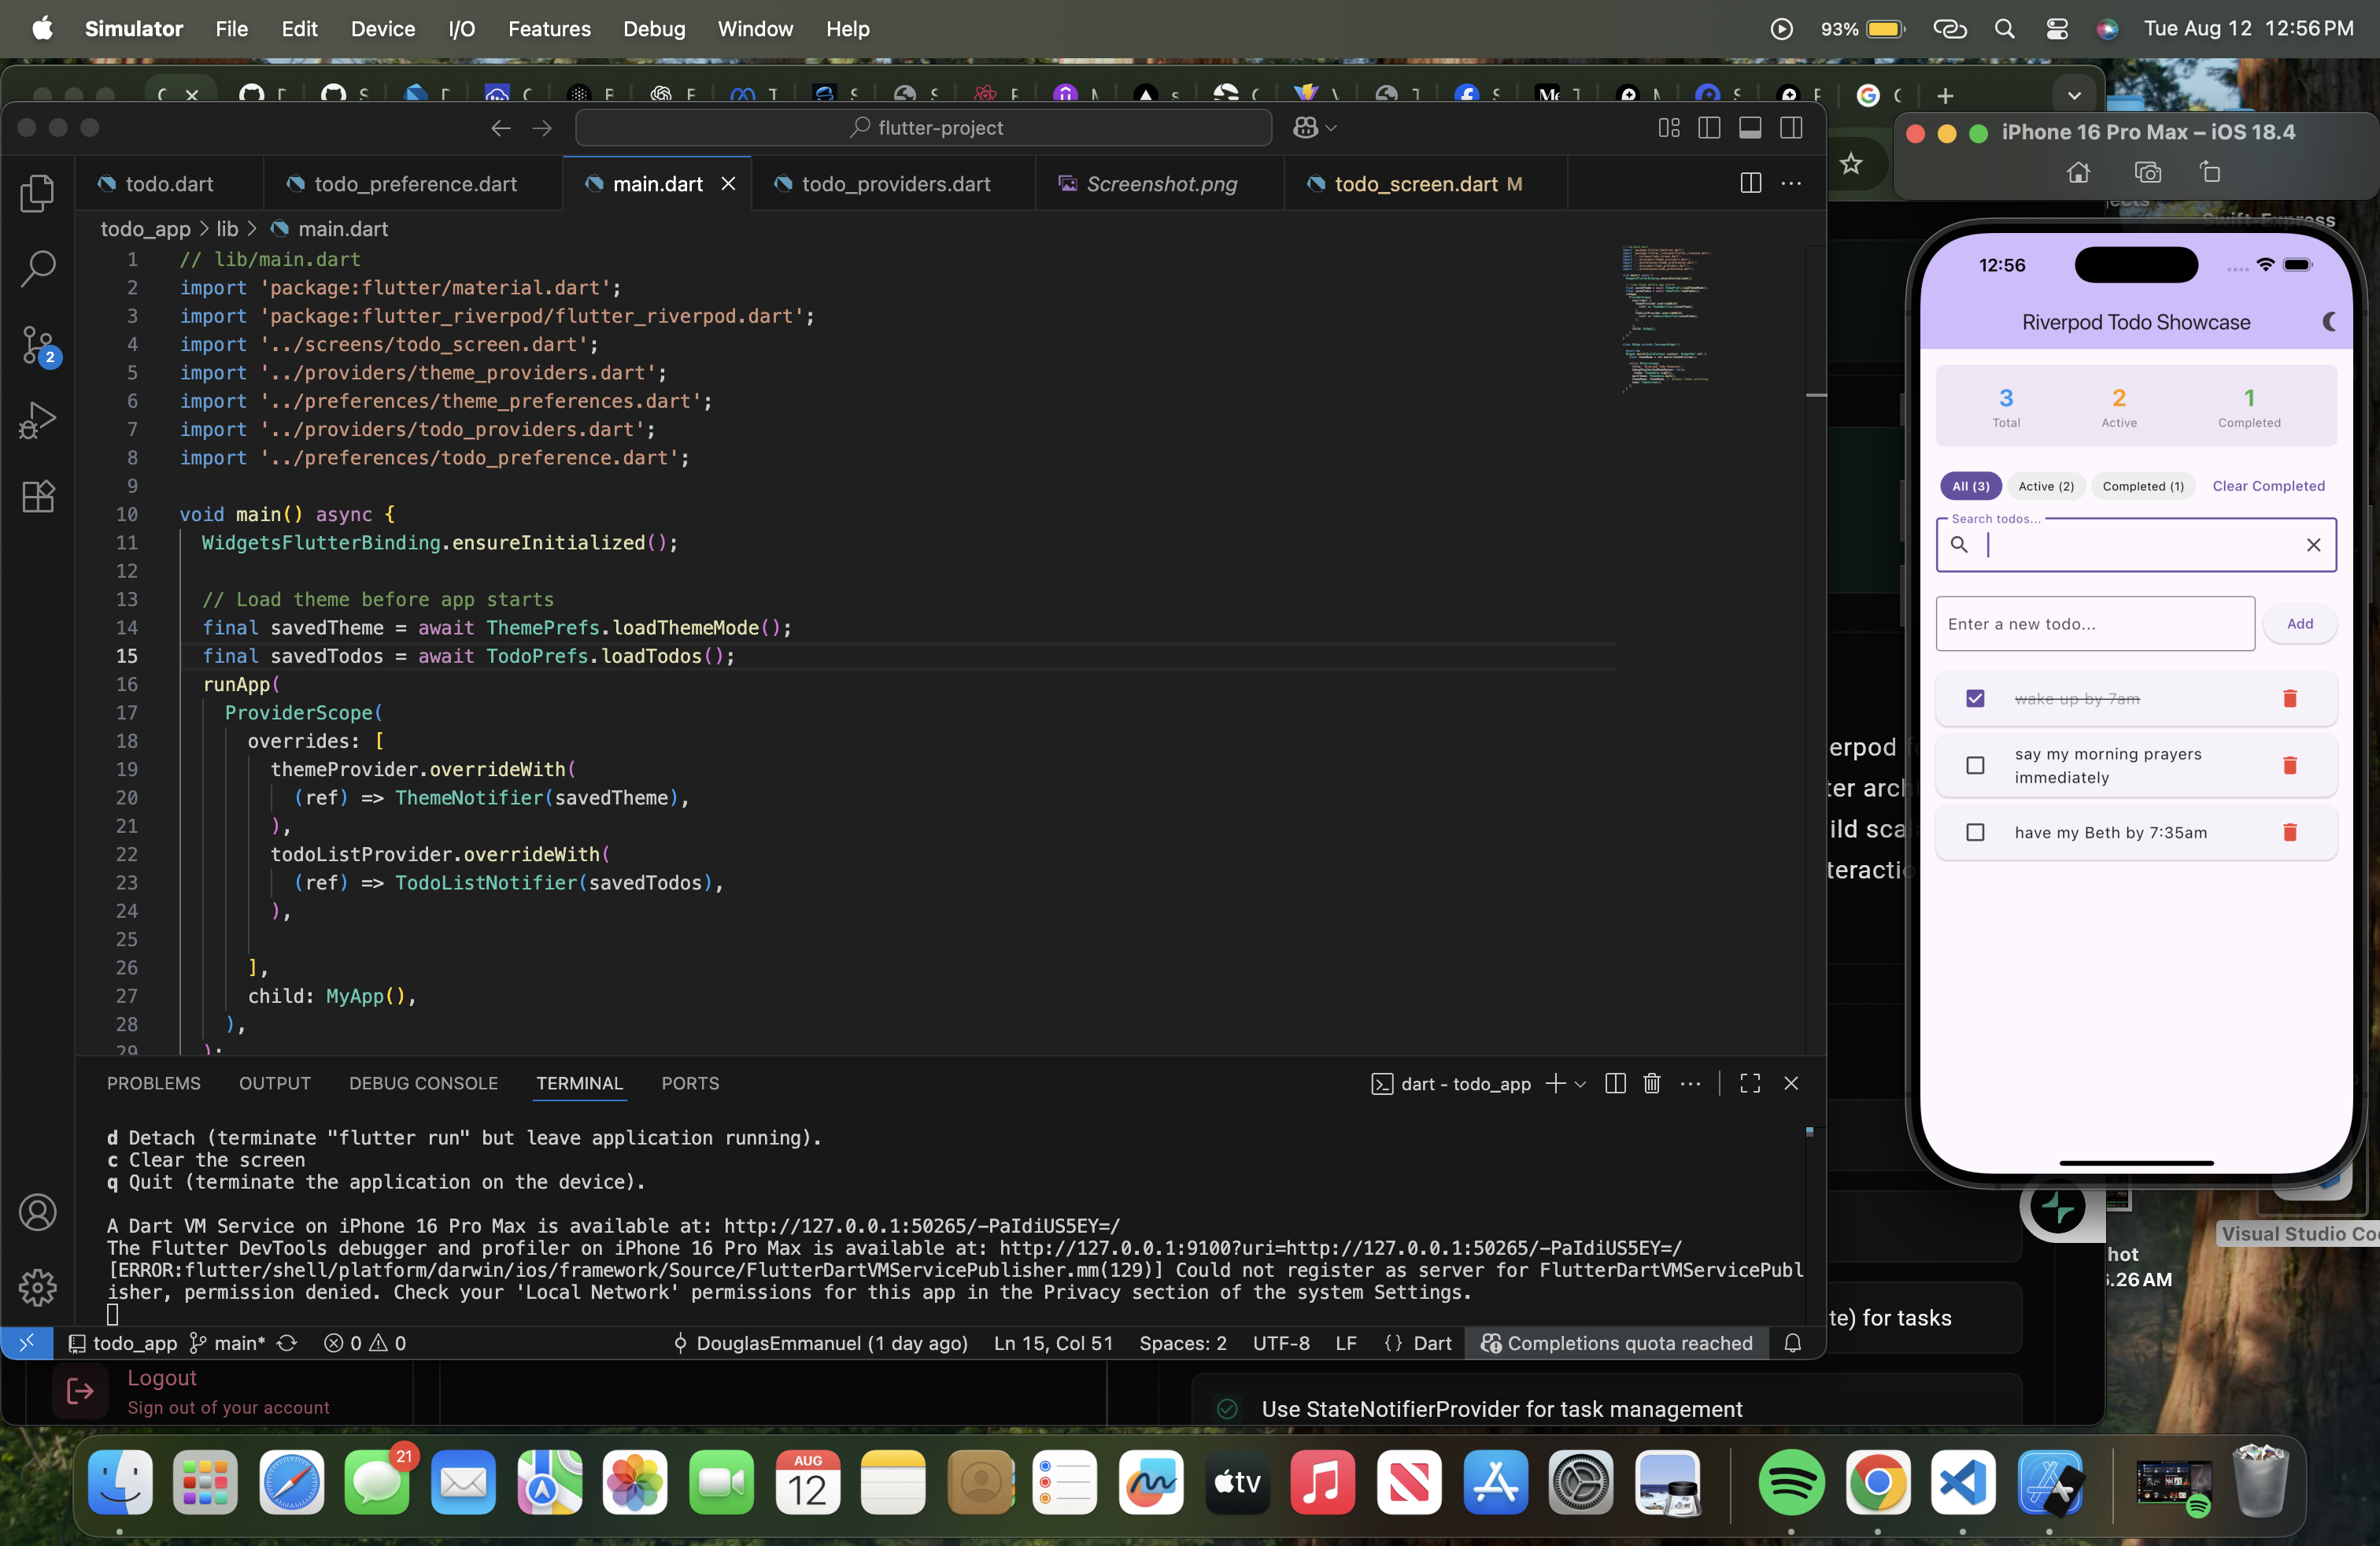 Simulator File Edit Device I/O Features Debug Window Help
93% Tue Aug 12 12:56 PM
flutter-project
todo.dart
todo_preference.dart
main.dart
todo_providers.dart
Screenshot.png
todo_screen.dart M
todo_app > lib > main.dart
1 // lib/main.dart
2 import 'package:flutter/material.dart';
3 import 'package:flutter_riverpod/flutter_riverpod.dart';
4 import '../screens/todo_screen.dart';
5 import '../providers/theme_providers.dart';
6 import '../preferences/theme_preferences.dart';
7 import '../providers/todo_providers.dart';
8 import '../preferences/todo_preference.dart';
9
10 void main() async {
11 WidgetsFlutterBinding.ensureInitialized();
12
13 // Load theme before app starts
14 final savedTheme = await ThemePrefs.loadThemeMode();
15 final savedTodos = await TodoPrefs.loadTodos();
16 runApp(
17 ProviderScope(
18 overrides: [
19 themeProvider.overrideWith(
20 (ref) => ThemeNotifier(savedTheme),
21 ),
22 todoListProvider.overrideWith(
23 (ref) => TodoListNotifier(savedTodos),
24 ),
25
26 ],
27 child: MyApp(),
28 ),
29 );
2
PROBLEMS OUTPUT DEBUG CONSOLE TERMINAL PORTS
dart - todo_app
d Detach (terminate "flutter run" but leave application running).
c Clear the screen
q Quit (terminate the application on the device).
A Dart VM Service on iPhone 16 Pro Max is available at: http://127.0.0.1:50265/-PaIdiUS5EY=/
The Flutter DevTools debugger and profiler on iPhone 16 Pro Max is available at: http://127.0.0.1:9100?uri=http://127.0.0.1:50265/-PaIdiUS5EY=/
[ERROR:flutter/shell/platform/darwin/ios/framework/Source/FlutterDartVMServicePublisher.mm(129)] Could not register as server for FlutterDartVMServicePubl
isher, permission denied. Check your 'Local Network' permissions for this app in the Privacy section of the system Settings.
todo_app main* 0 0 DouglasEmmanuel (1 day ago) Ln 15, Col 51 Spaces: 2 UTF-8 LF {} Dart Completions quota reached
Logout
Sign out of your account
Use StateNotifierProvider for task management
te) for tasks
iPhone 16 Pro Max – iOS 18.4
Swift-Express
12:56
Riverpod Todo Showcase
3 2 1
Total Active Completed
All (3) Active (2) Completed (1) Clear Completed
Search todos...
Enter a new todo... Add
wake up by 7am
say my morning prayers
immediately
have my Beth by 7:35am
erpod
ter arch
ild scal
teractio
Visual Studio Co
hot
.26 AM
21
AUG
12
tv